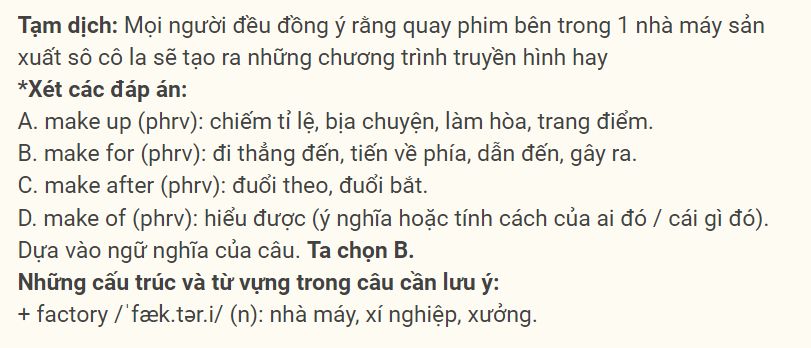 Tạm dịch: Mọi người đều đồng ý rằng quay phim bên trong 1 nhà máy sản
xuất sô cô la sẽ tạo ra những chương trình truyền hình hay
*Xét các đáp án:
A. make up (phrv): chiếm tỉ lệ, bịa chuyện, làm hòa, trang điểm.
B. make for (phrv): đi thẳng đến, tiến về phía, dẫn đến, gây ra.
C. make after (phrv): đuổi theo, đuổi bắt.
D. make of (phrv): hiểu được (ý nghĩa hoặc tính cách của ai đó / cái gì đó).
Dựa vào ngữ nghĩa của câu. Ta chọn B.
Những cấu trúc và từ vựng trong câu cần lưu ý:
+ factory /ˈfæk.tər.i/ (n): nhà máy, xí nghiệp, xưởng.